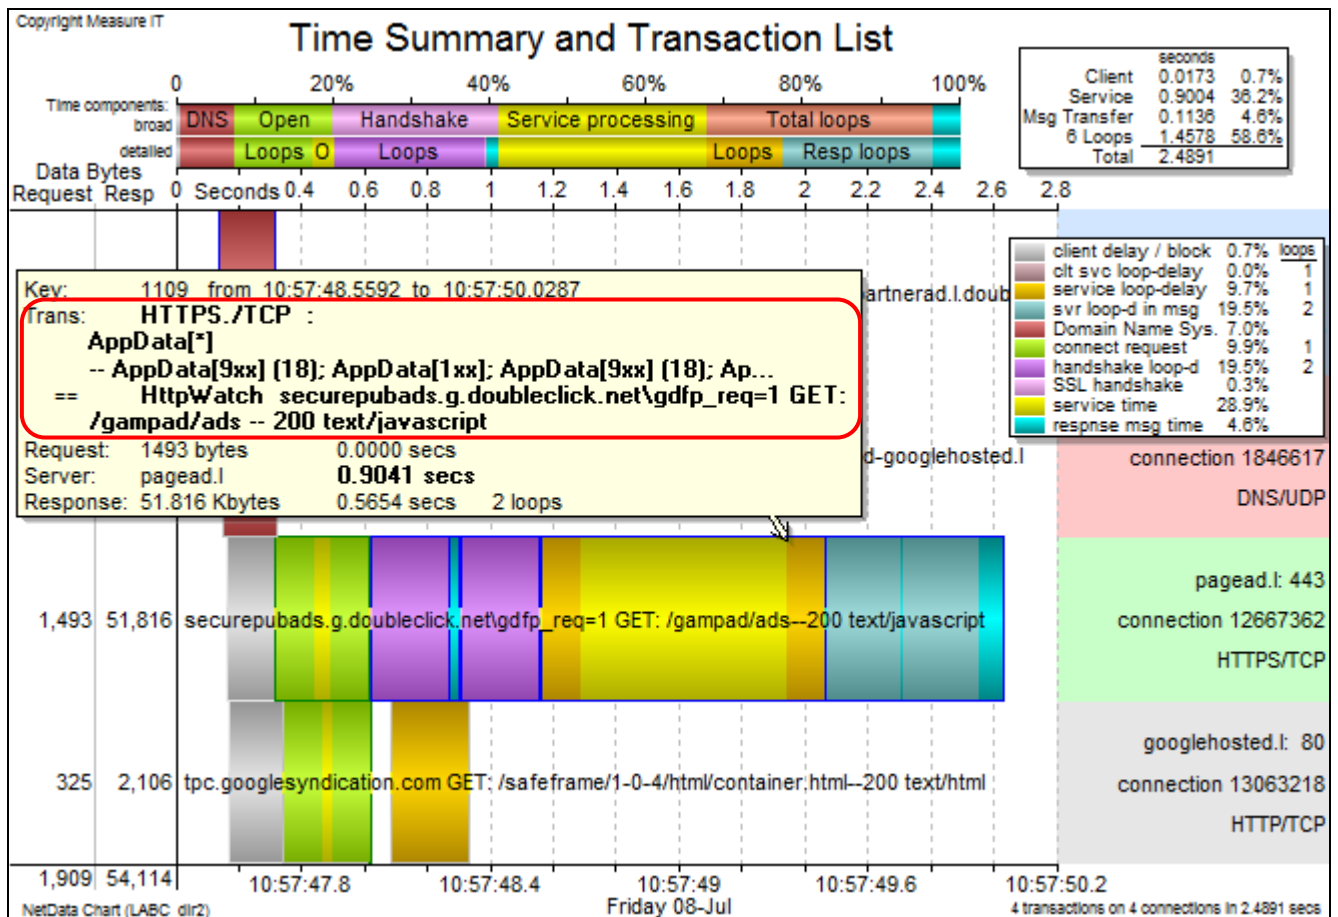 Copyright Measure IT
Time Summary and Transaction List
seconds
Client 0.0173 0.7%
Service 0.9004 36.2%
Msg Transfer 0.1136 4.6%
6 Loops 1.4578 58.6%
Total 2.4891
0 20% 40% 60% 80% 100%
Time components:
broad DNS Open Handshake Service processing Total loops
detailed Loops O Loops Loops Resp loops
Data Bytes
Request Resp 0 Seconds 0.4 0.6 0.8 1 1.2 1.4 1.6 1.8 2 2.2 2.4 2.6 2.8
client delay / block 0.7% loops
clt svc loop-delay 0.0% 1
service loop-delay 9.7% 1
svr loop-d in msg 19.5% 2
Domain Name Sys. 7.0%
connect request 9.9% 1
handshake loop-d 19.5% 2
SSL handshake 0.3%
service time 28.9%
respnse msg time 4.6%
artnerad.l.doub
Key: 1109 from 10:57:48.5592 to 10:57:50.0287
Trans: HTTPS./TCP :
AppData[*]
-- AppData[9xx] (18); AppData[1xx]; AppData[9xx] (18); Ap...
== HttpWatch securepubads.g.doubleclick.net\gdfp_req=1 GET:
/gampad/ads -- 200 text/javascript
Request: 1493 bytes 0.0000 secs
Server: pagead.l 0.9041 secs
Response: 51.816 Kbytes 0.5654 secs 2 loops
d-googlehosted.l
connection 1846617
DNS/UDP
pagead.l: 443
1,493 51,816 securepubads.g.doubleclick.net\gdfp_req=1 GET: /gampad/ads--200 text/javascript
connection 12667362
HTTPS/TCP
googlehosted.l: 80
325 2,106 tpc.googlesyndication.com GET: /safeframe/1-0-4/html/container.html--200 text/html
connection 13063218
HTTP/TCP
1,909 54,114
10:57:47.8 10:57:48.4 10:57:49 10:57:49.6 10:57:50.2
NetData Chart (LABC_dir2)
Friday 08-Jul
4 transactions on 4 connections in 2.4891 secs